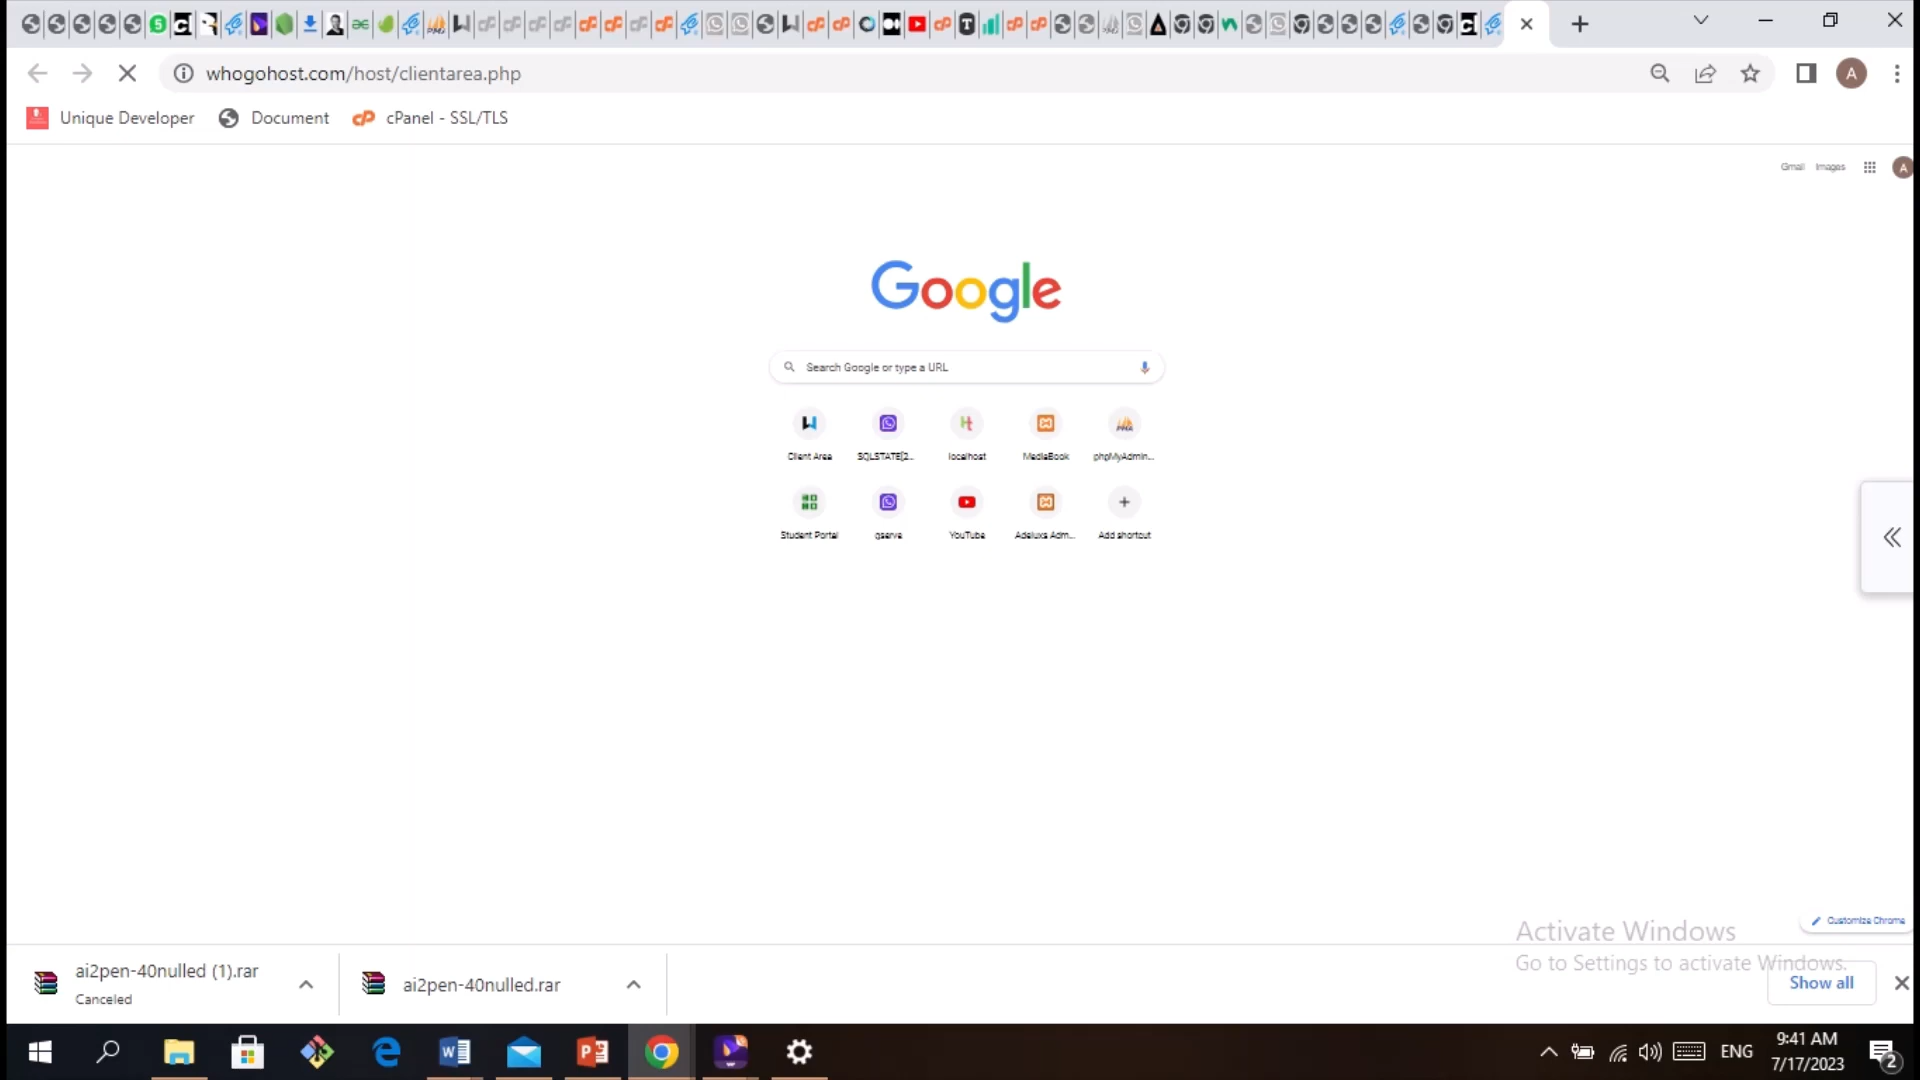 whogohost.com/host/clientarea.php
A
Unique Developer
Document
cPanel - SSL/TLS
Gmail
Images
A
Google
Search Google or type a URL
Client Area
SQLSTATE[2...
localhost
MediaBook
phpMyAdmin...
Student Portal
qserve
YouTube
Adeluxs Adm...
Add shortcut
Customize Chrome
Activate Windows
Go to Settings to activate Windows.
ai2pen-40nulled (1).rar
Canceled
ai2pen-40nulled.rar
Show all
ENG
9:41 AM
7/17/2023
2